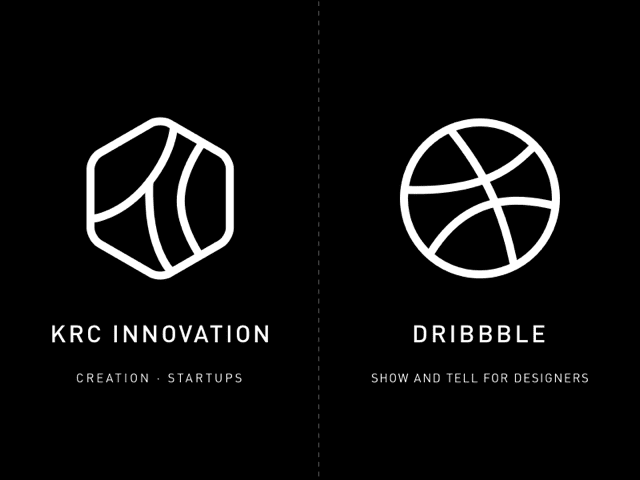 KRC INNOVATION
CREATION · STARTUPS
DRIBBBLE
SHOW AND TELL FOR DESIGNERS